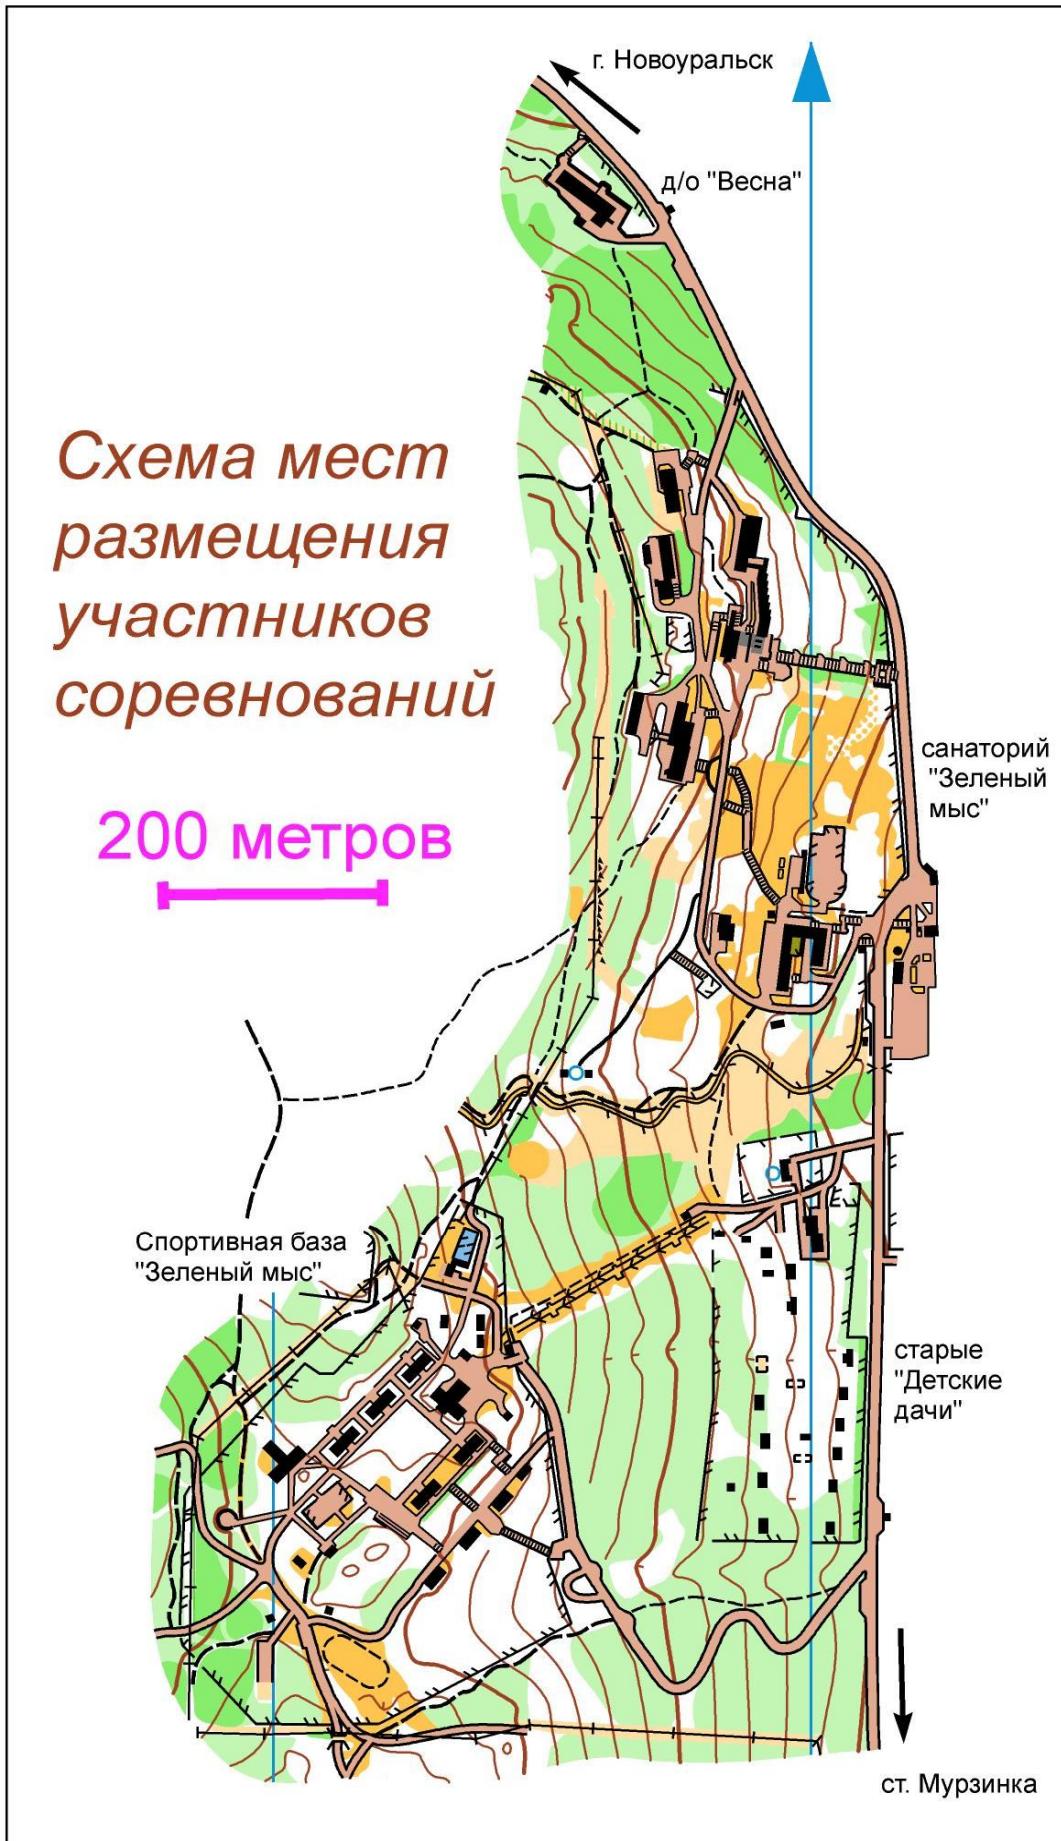 г. Новоуральск
д/о "Весна"
Схема мест
размещения
участников
соревнований
санаторий
"Зеленый
мыс"
200 метров
Спортивная база
"Зеленый мыс"
старые
"Детские
дачи"
ст. Мурзинка